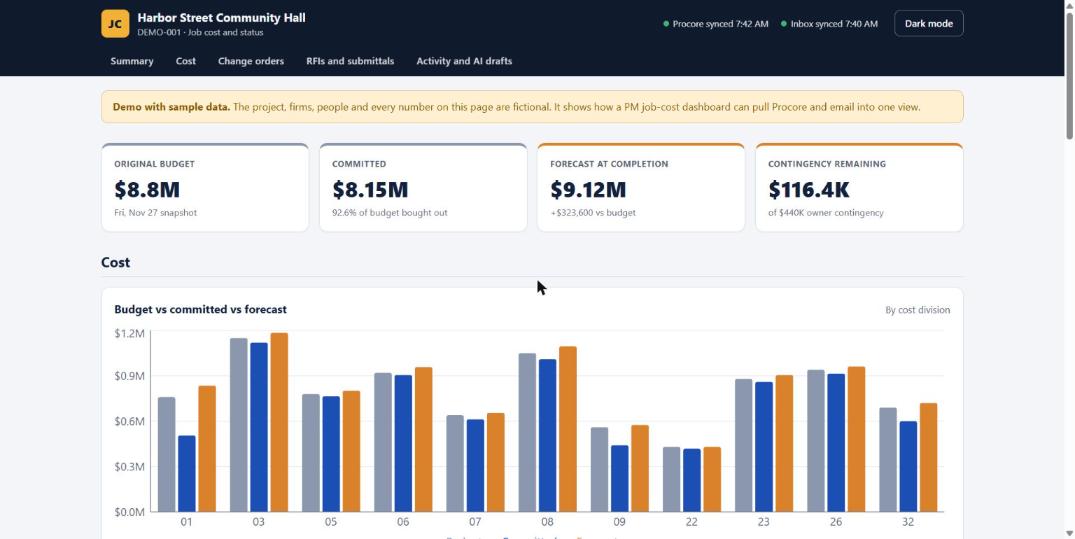 JC
Harbor Street Community Hall
DEMO-001 · Job cost and status
Procore synced 7:42 AM
Inbox synced 7:40 AM
Dark mode
Summary
Cost
Change orders
RFIs and submittals
Activity and AI drafts
Demo with sample data. The project, firms, people and every number on this page are fictional. It shows how a PM job-cost dashboard can pull Procore and email into one view.
ORIGINAL BUDGET
$8.8M
Fri, Nov 27 snapshot
COMMITTED
$8.15M
92.6% of budget bought out
FORECAST AT COMPLETION
$9.12M
+$323,600 vs budget
CONTINGENCY REMAINING
$116.4K
of $440K owner contingency
Cost
Budget vs committed vs forecast
By cost division
$1.2M
$0.9M
$0.6M
$0.3M
$0.0M
01 03 05 06 07 08 09 22 23 26 32